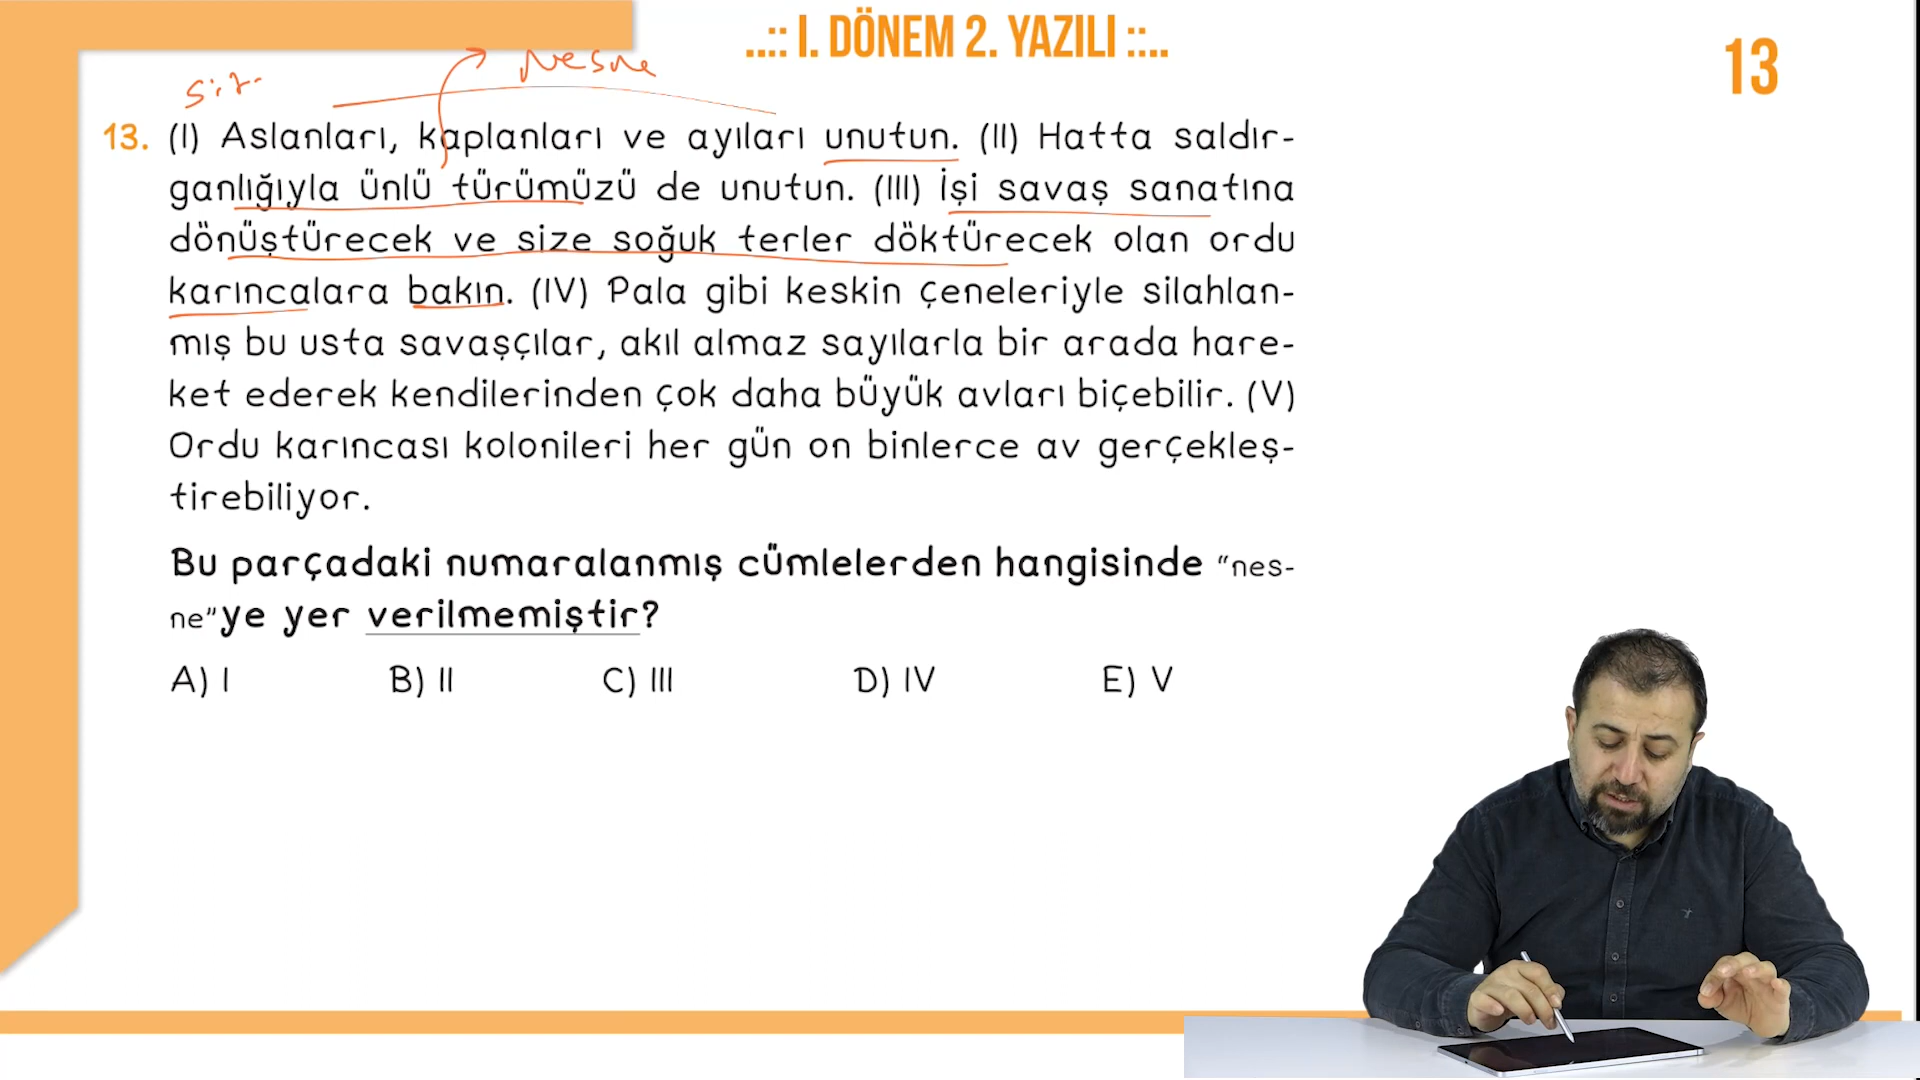 ..:: I. DÖNEM 2. YAZILI ::..
13
Nesne
siz
13. (I) Aslanları, kaplanları ve ayıları unutun. (II) Hatta saldır-
ganlığıyla ünlü türümüzü de unutun. (III) İşi savaş sanatına
dönüştürecek ve size soğuk terler döktürecek olan ordu
karıncalara bakın. (IV) Pala gibi keskin çeneleriyle silahlan-
mış bu usta savaşçılar, akıl almaz sayılarla bir arada hare-
ket ederek kendilerinden çok daha büyük avları biçebilir. (V)
Ordu karıncası kolonileri her gün on binlerce av gerçekleş-
tirebiliyor.
Bu parçadaki numaralanmış cümlelerden hangisinde “nes-
ne”ye yer verilmemiştir?
A) I B) II C) III D) IV E) V